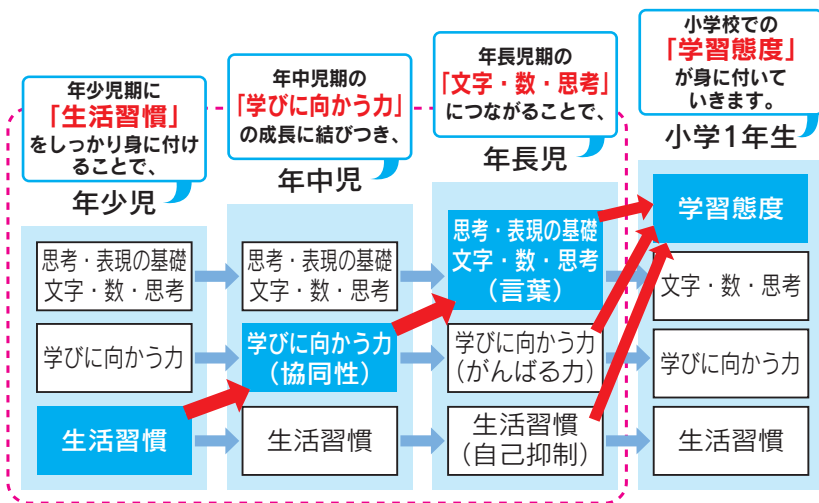 年少児期に
「生活習慣」
をしっかり身に付け
ることで、
年少児
思考・表現の基礎
文字・数・思考
学びに向かう力
生活習慣
年中児期の
「学びに向かう力」
の成長に結びつき、
年中児
思考・表現の基礎
文字・数・思考
学びに向かう力
（協同性）
生活習慣
年長児期の
「文字・数・思考」
につながることで、
年長児
思考・表現の基礎
文字・数・思考
（言葉）
学びに向かう力
（がんばる力）
生活習慣
（自己抑制）
小学校での
「学習態度」
が身に付いて
いきます。
小学1年生
学習態度
文字・数・思考
学びに向かう力
生活習慣